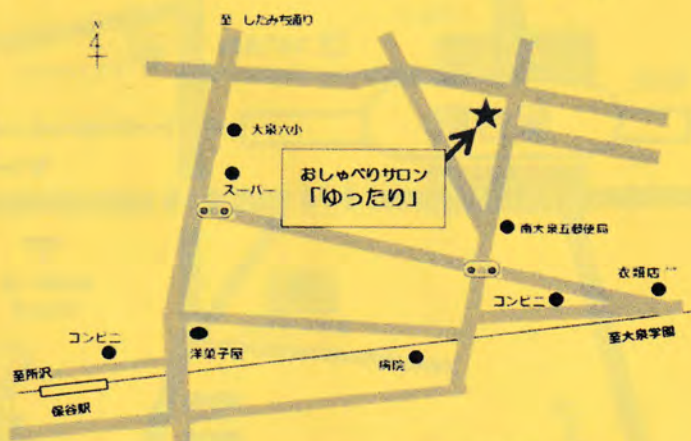 至 したみち通り
N
大泉六小
スーパー
おしゃべりサロン
「ゆったり」
南大泉五郵便局
衣類店
コンビニ
至大泉学園
コンビニ
洋菓子屋
病院
至所沢
保谷駅